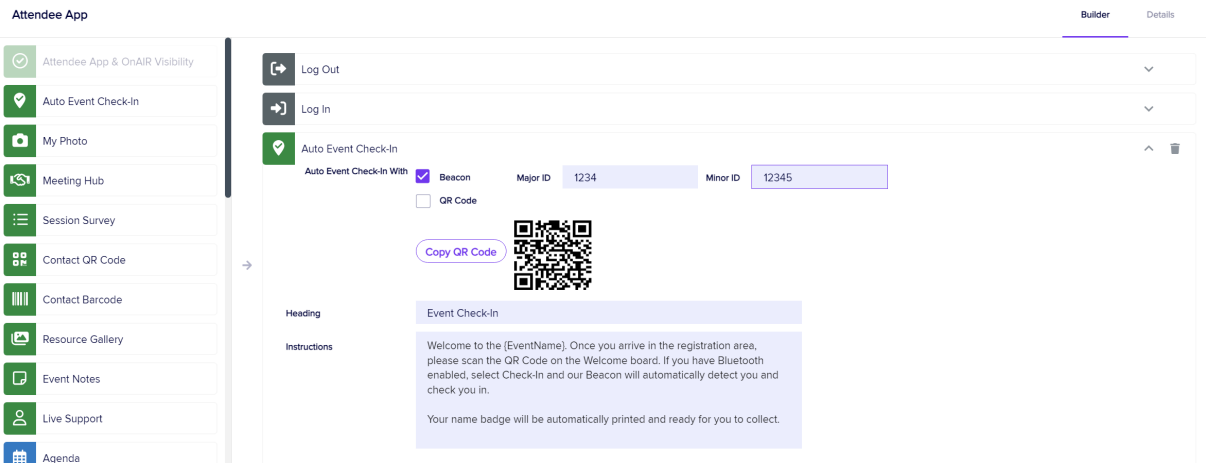 Attendee App
Builder
Details
Attendee App & OnAIR Visibility
Auto Event Check-In
My Photo
Meeting Hub
Session Survey
Contact QR Code
Contact Barcode
Resource Gallery
Event Notes
Live Support
Agenda
Log Out
Log In
Auto Event Check-In
Auto Event Check-In With
Beacon
Major ID
1234
Minor ID
12345
QR Code
Copy QR Code
Heading
Event Check-In
Instructions
Welcome to the {EventName}. Once you arrive in the registration area,
please scan the QR Code on the Welcome board. If you have Bluetooth
enabled, select Check-In and our Beacon will automatically detect you and
check you in.
Your name badge will be automatically printed and ready for you to collect.